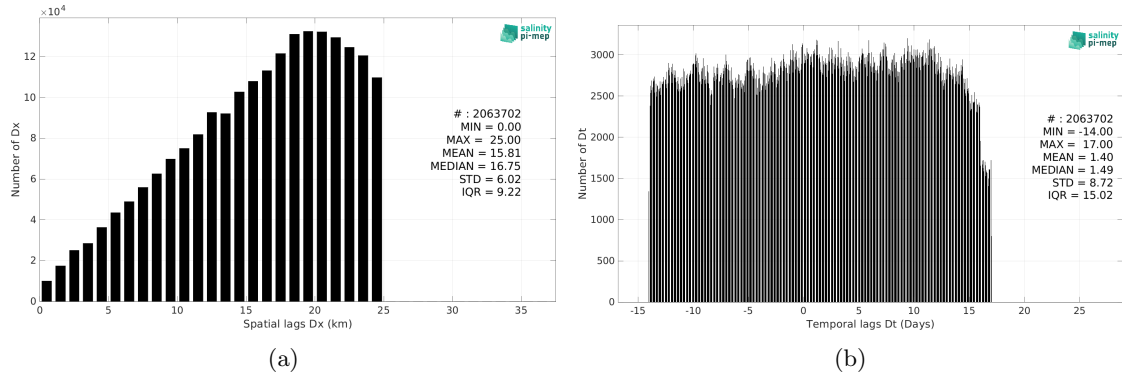 ×10⁴
12
10
8
6
4
2
0
Number of Dx
0 5 10 15 20 25 30 35
Spatial lags Dx (km)
salinity
pi-mep
# : 2063702
MIN = 0.00
MAX = 25.00
MEAN = 15.81
MEDIAN = 16.75
STD = 6.02
IQR = 9.22
(a)
3000
2500
2000
1500
1000
500
0
Number of Dt
-15 -10 -5 0 5 10 15 20 25
Temporal lags Dt (Days)
salinity
pi-mep
# : 2063702
MIN = -14.00
MAX = 17.00
MEAN = 1.40
MEDIAN = 1.49
STD = 8.72
IQR = 15.02
(b)